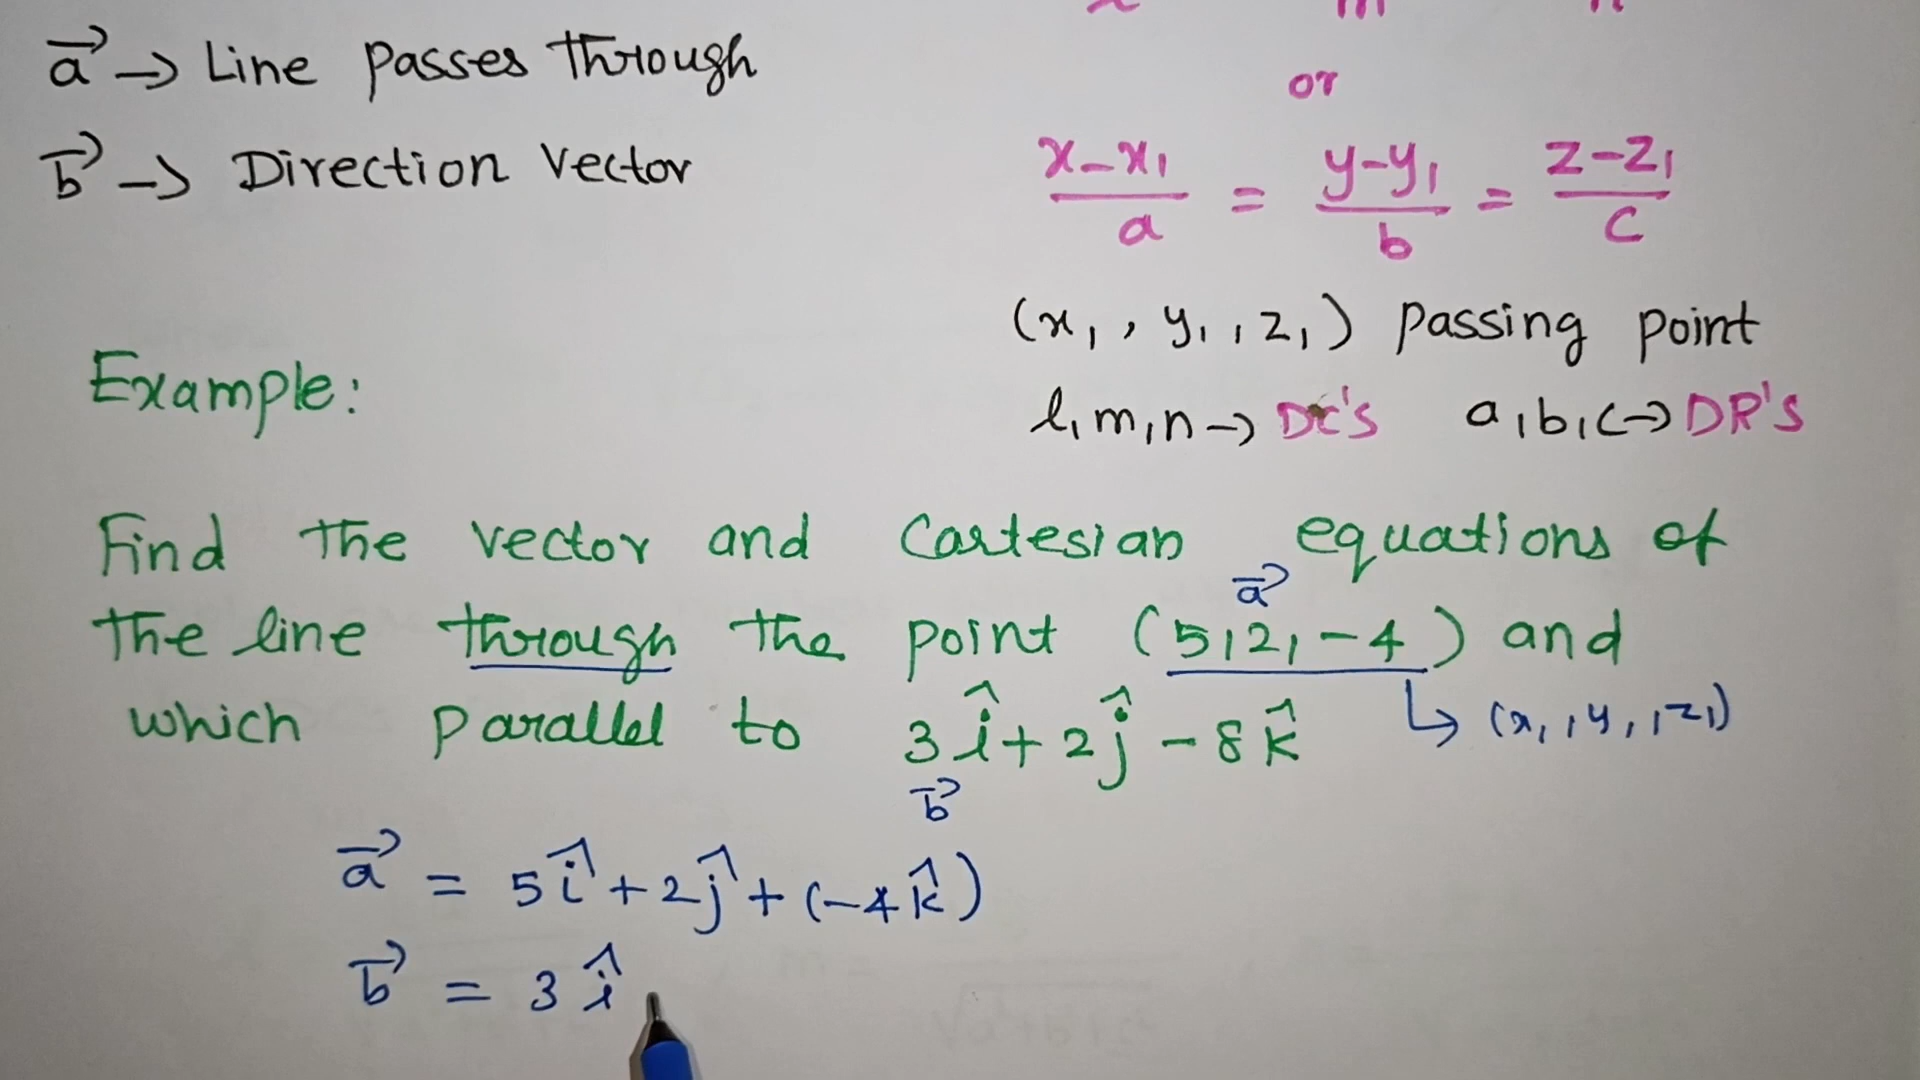 a⃗ → Line passes through
b⃗ → Direction vector
or
x-x₁/a = y-y₁/b = z-z₁/c
(x₁, y₁, z₁) passing point
l, m, n → DC's a, b, c → DR's
Example:
Find the vector and Cartesian equations of
a⃗
the line through the point (5, 2, -4) and
which parallel to 3î + 2ĵ - 8k̂
↳ (x₁, y₁, z₁)
b⃗
a⃗ = 5î + 2ĵ + (-4k̂)
b⃗ = 3î